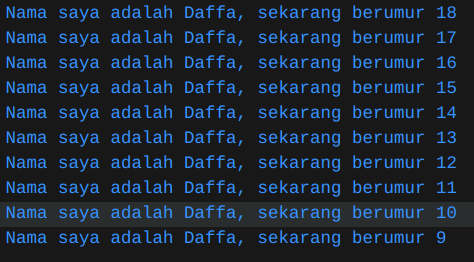 Nama saya adalah Daffa, sekarang berumur 18
Nama saya adalah Daffa, sekarang berumur 17
Nama saya adalah Daffa, sekarang berumur 16
Nama saya adalah Daffa, sekarang berumur 15
Nama saya adalah Daffa, sekarang berumur 14
Nama saya adalah Daffa, sekarang berumur 13
Nama saya adalah Daffa, sekarang berumur 12
Nama saya adalah Daffa, sekarang berumur 11
Nama saya adalah Daffa, sekarang berumur 10
Nama saya adalah Daffa, sekarang berumur 9